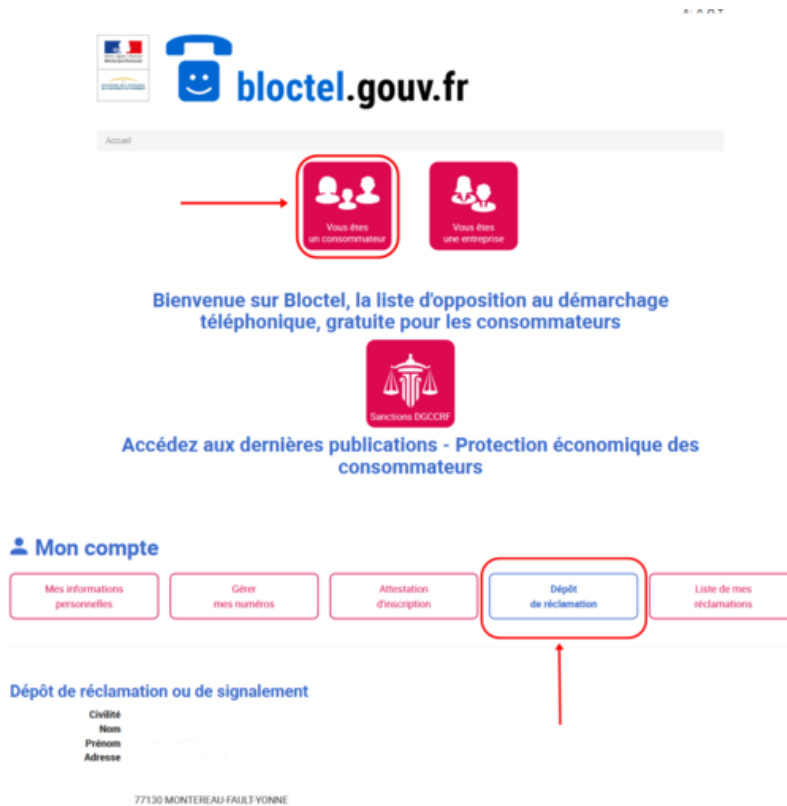 bloctel.gouv.fr
Accueil
Vous êtes
un consommateur
Vous êtes
une entreprise
Bienvenue sur Bloctel, la liste d'opposition au démarchage
téléphonique, gratuite pour les consommateurs
Sanctions DGCCRF
Accédez aux dernières publications - Protection économique des
consommateurs
Mon compte
Mes informations
personnelles
Gérer
mes numéros
Attestation
d'inscription
Dépôt
de réclamation
Liste de mes
réclamations
Dépôt de réclamation ou de signalement
Civilité
Nom
Prénom
Adresse
77130 MONTEREAU-FAULT-YONNE